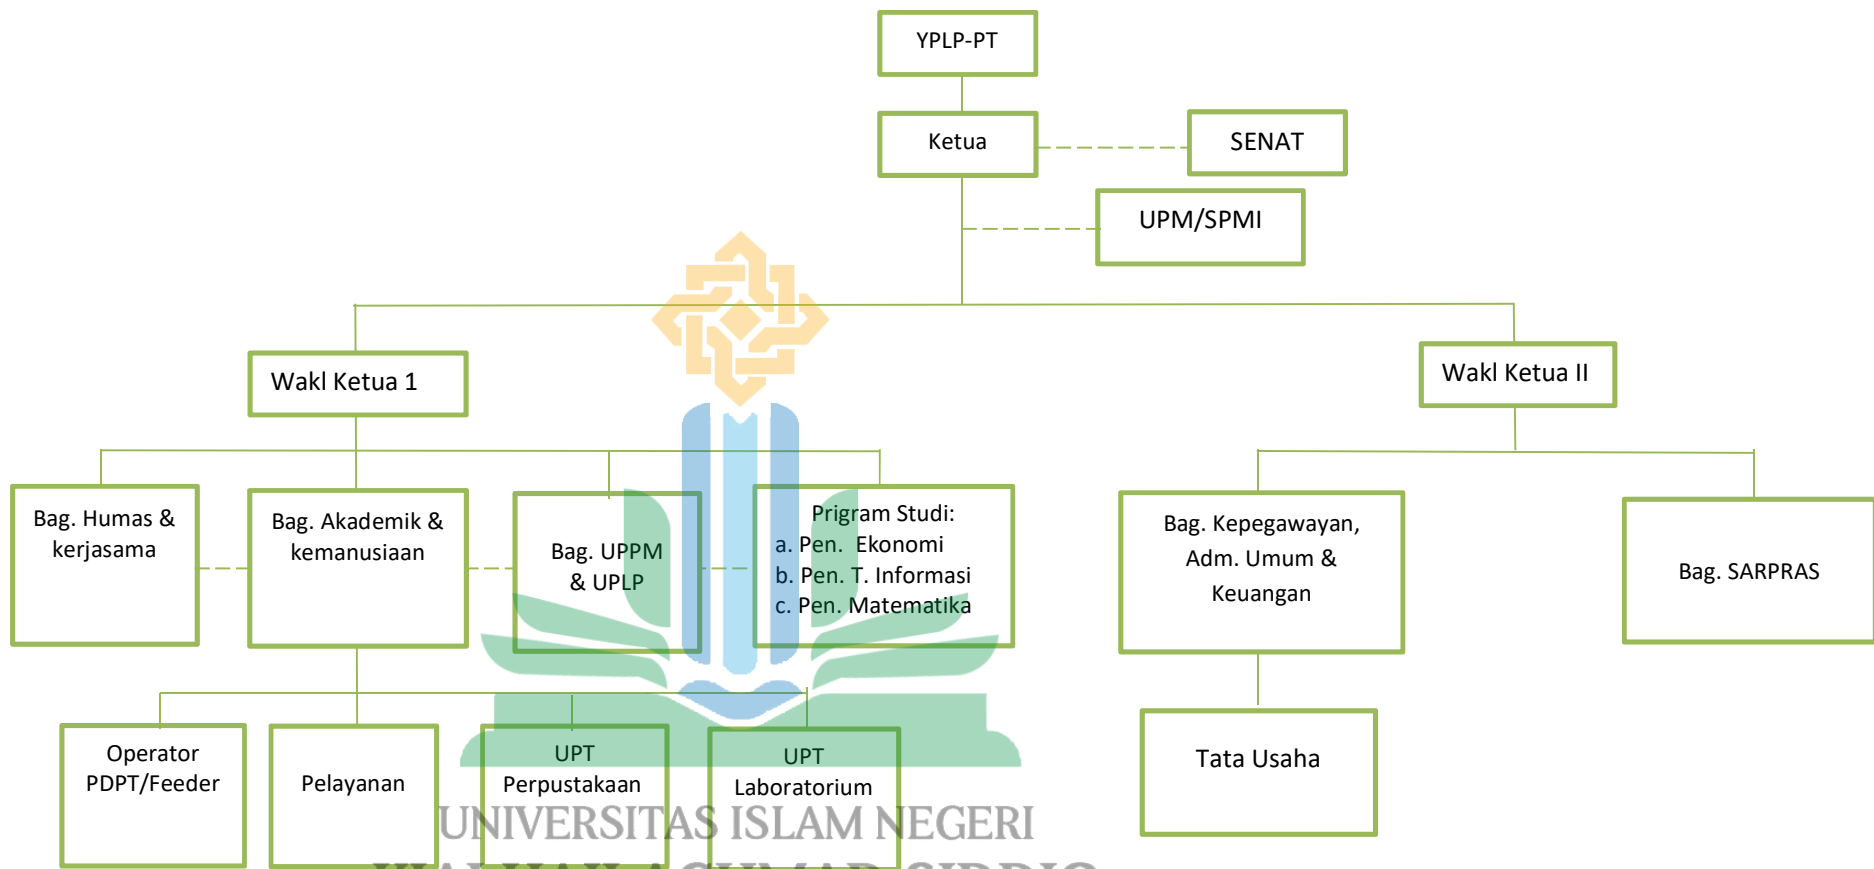 YPLP-PT
Ketua
SENAT
UPM/SPMI
Wakl Ketua 1
Wakl Ketua II
Bag. Humas &
kerjasama
Bag. Akademik &
kemanusiaan
Bag. UPPM
& UPLP
Prigram Studi:
a. Pen. Ekonomi
b. Pen. T. Informasi
c. Pen. Matematika
Bag. Kepegawayan,
Adm. Umum &
Keuangan
Bag. SARPRAS
Operator
PDPT/Feeder
Pelayanan
UPT
Perpustakaan
UPT
Laboratorium
Tata Usaha
UNIVERSITAS ISLAM NEGERI